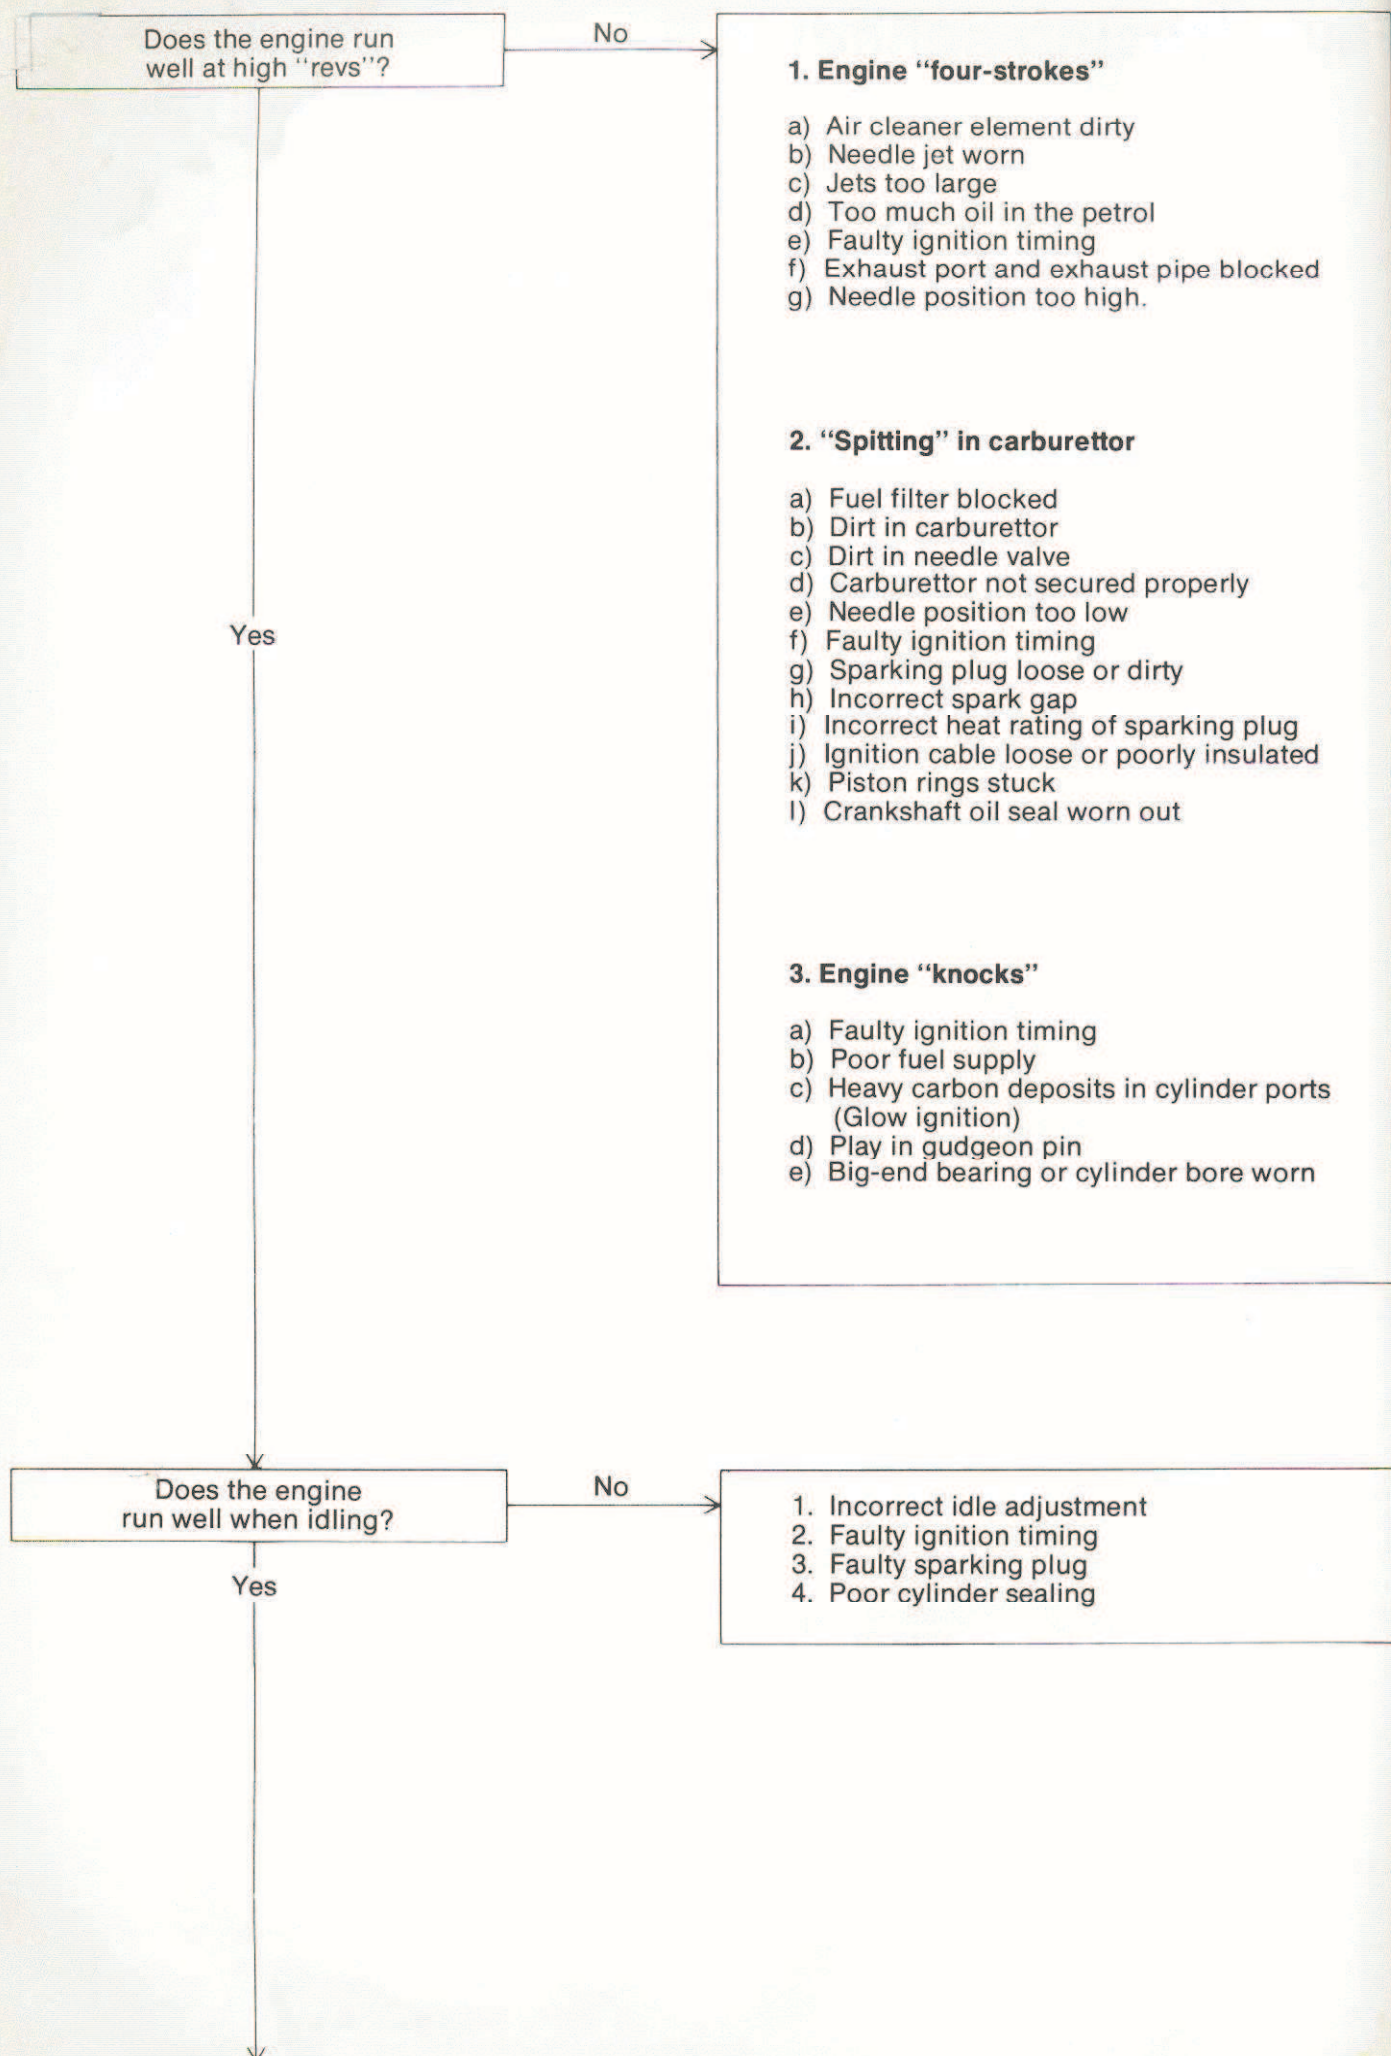 Does the engine run
well at high “revs”?
No
1. Engine “four-strokes”
a) Air cleaner element dirty
b) Needle jet worn
c) Jets too large
d) Too much oil in the petrol
e) Faulty ignition timing
f) Exhaust port and exhaust pipe blocked
g) Needle position too high.
2. “Spitting” in carburettor
a) Fuel filter blocked
b) Dirt in carburettor
c) Dirt in needle valve
d) Carburettor not secured properly
e) Needle position too low
f) Faulty ignition timing
g) Sparking plug loose or dirty
h) Incorrect spark gap
i) Incorrect heat rating of sparking plug
j) Ignition cable loose or poorly insulated
k) Piston rings stuck
l) Crankshaft oil seal worn out
3. Engine “knocks”
a) Faulty ignition timing
b) Poor fuel supply
c) Heavy carbon deposits in cylinder ports
(Glow ignition)
d) Play in gudgeon pin
e) Big-end bearing or cylinder bore worn
Yes
Does the engine
run well when idling?
No
1. Incorrect idle adjustment
2. Faulty ignition timing
3. Faulty sparking plug
4. Poor cylinder sealing
Yes